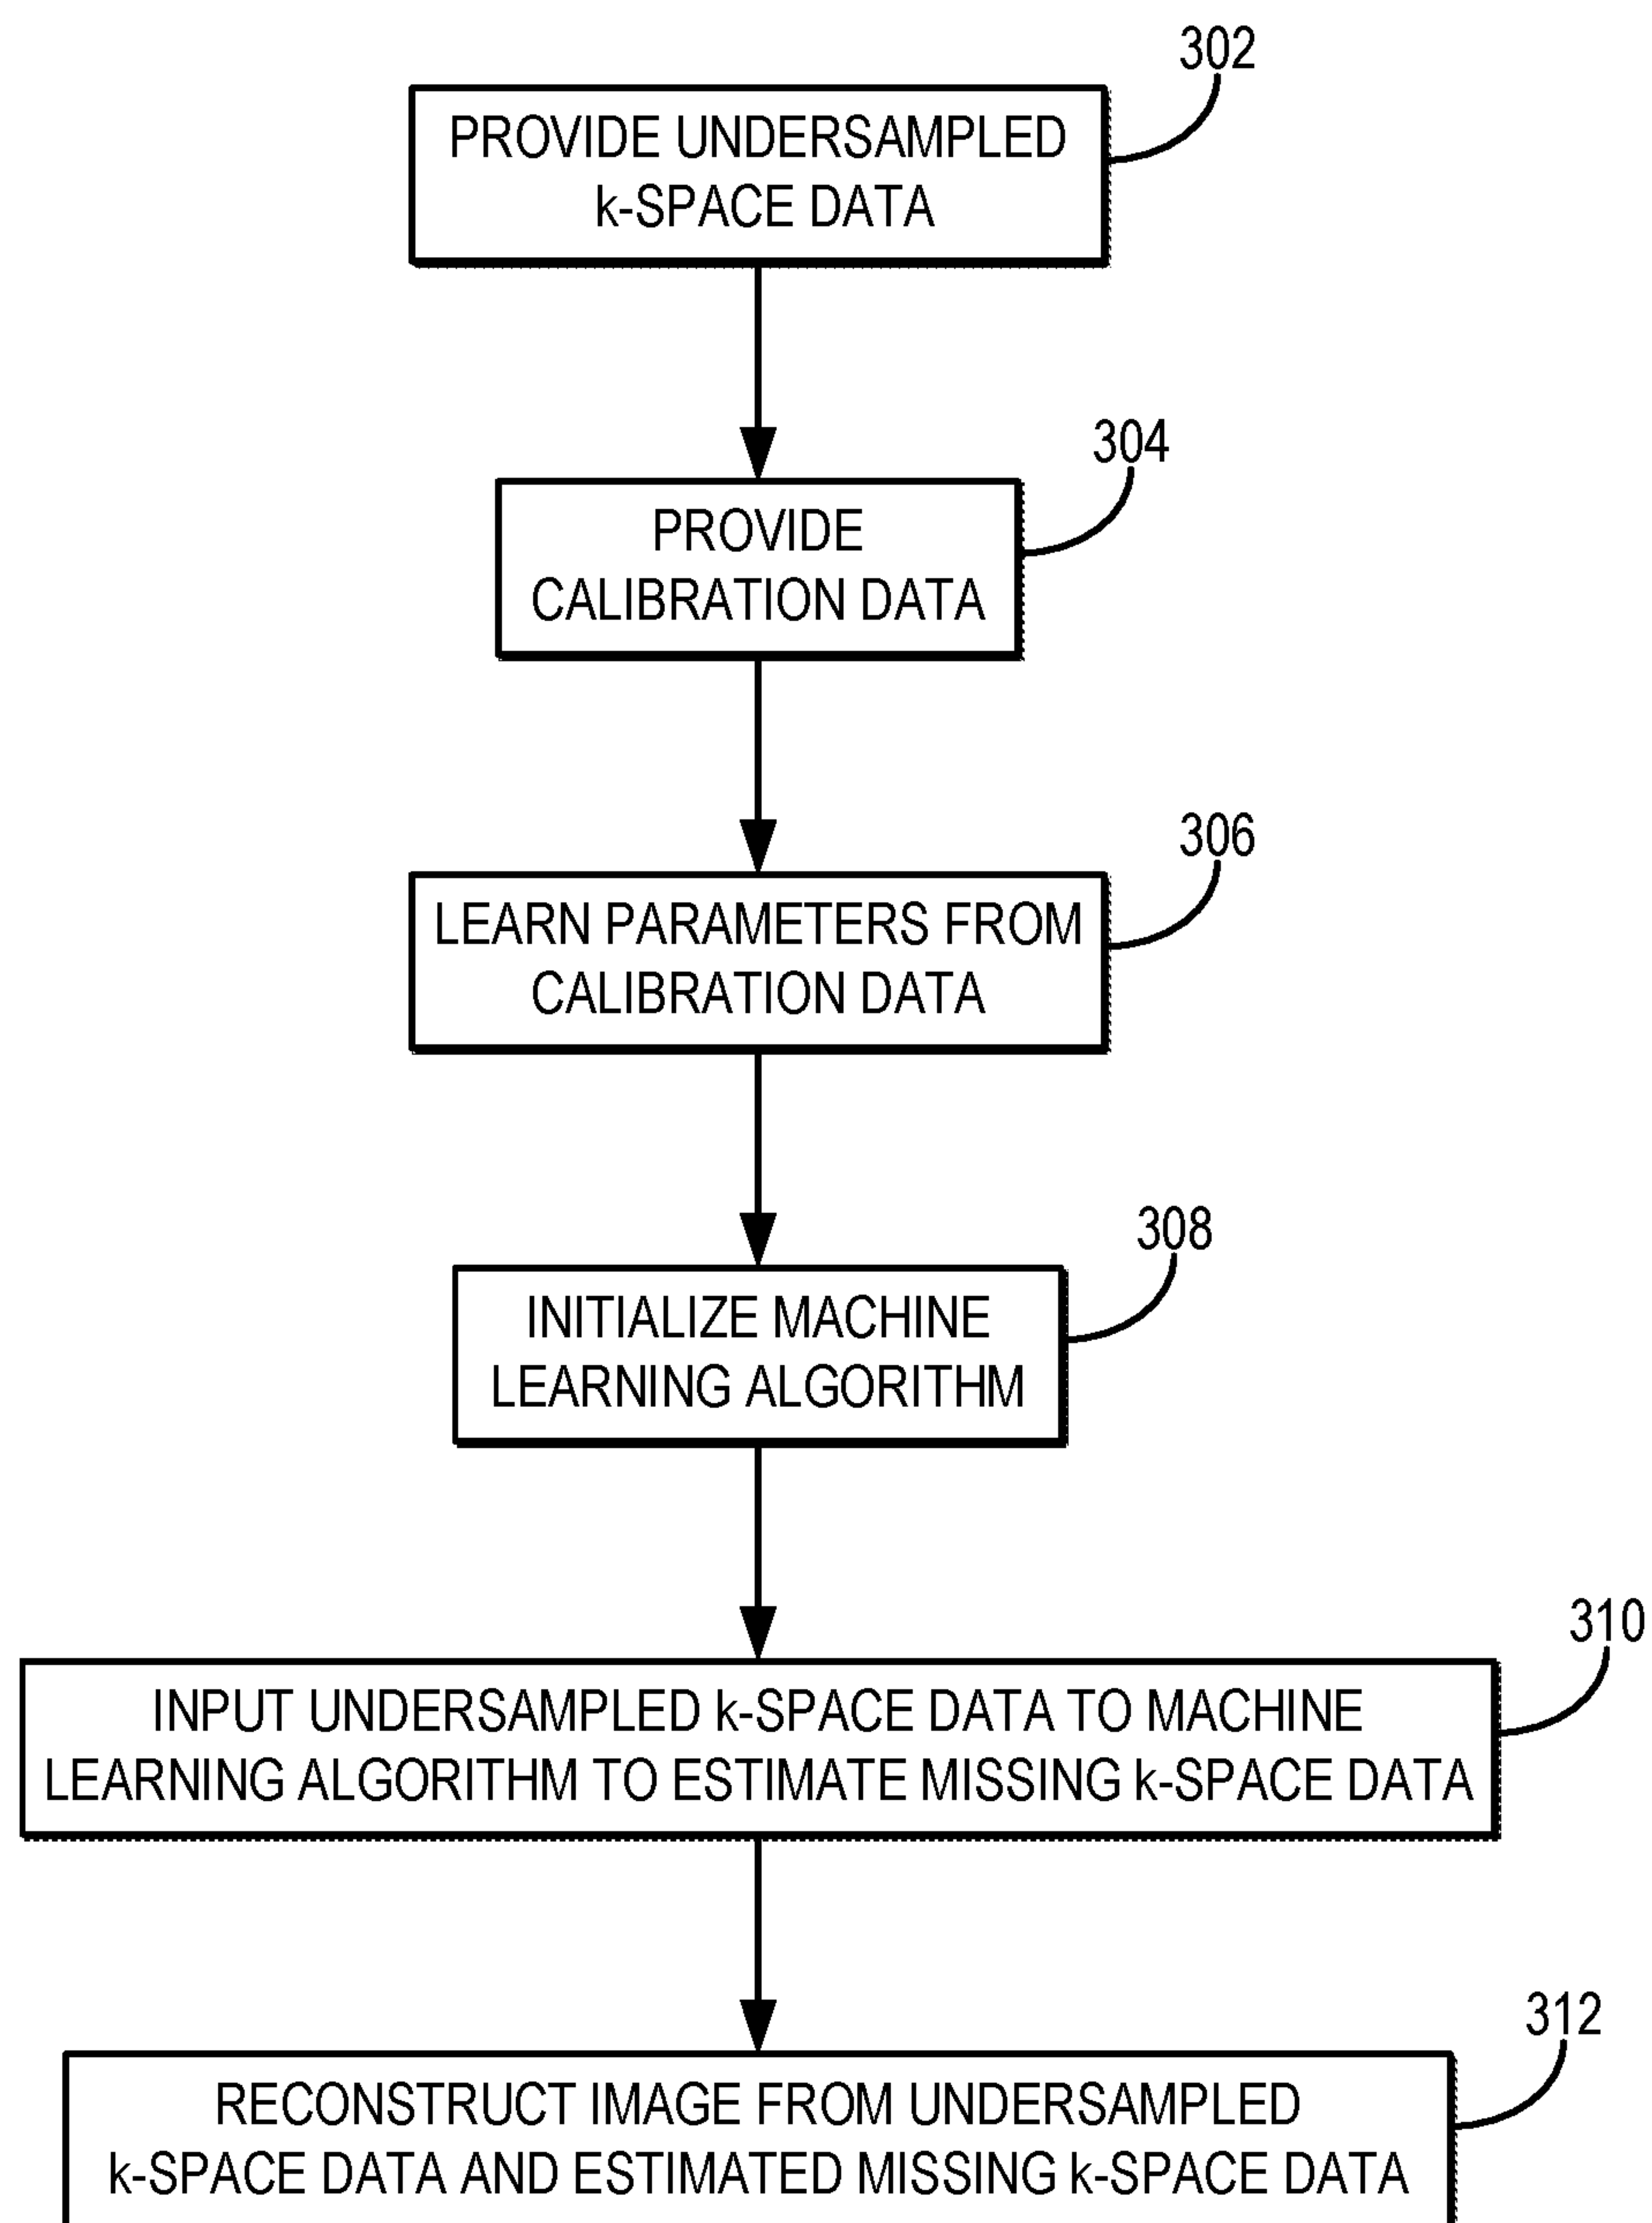 302
PROVIDE UNDERSAMPLED
k-SPACE DATA
304
PROVIDE
CALIBRATION DATA
306
LEARN PARAMETERS FROM
CALIBRATION DATA
308
INITIALIZE MACHINE
LEARNING ALGORITHM
310
INPUT UNDERSAMPLED k-SPACE DATA TO MACHINE
LEARNING ALGORITHM TO ESTIMATE MISSING k-SPACE DATA
312
RECONSTRUCT IMAGE FROM UNDERSAMPLED
k-SPACE DATA AND ESTIMATED MISSING k-SPACE DATA